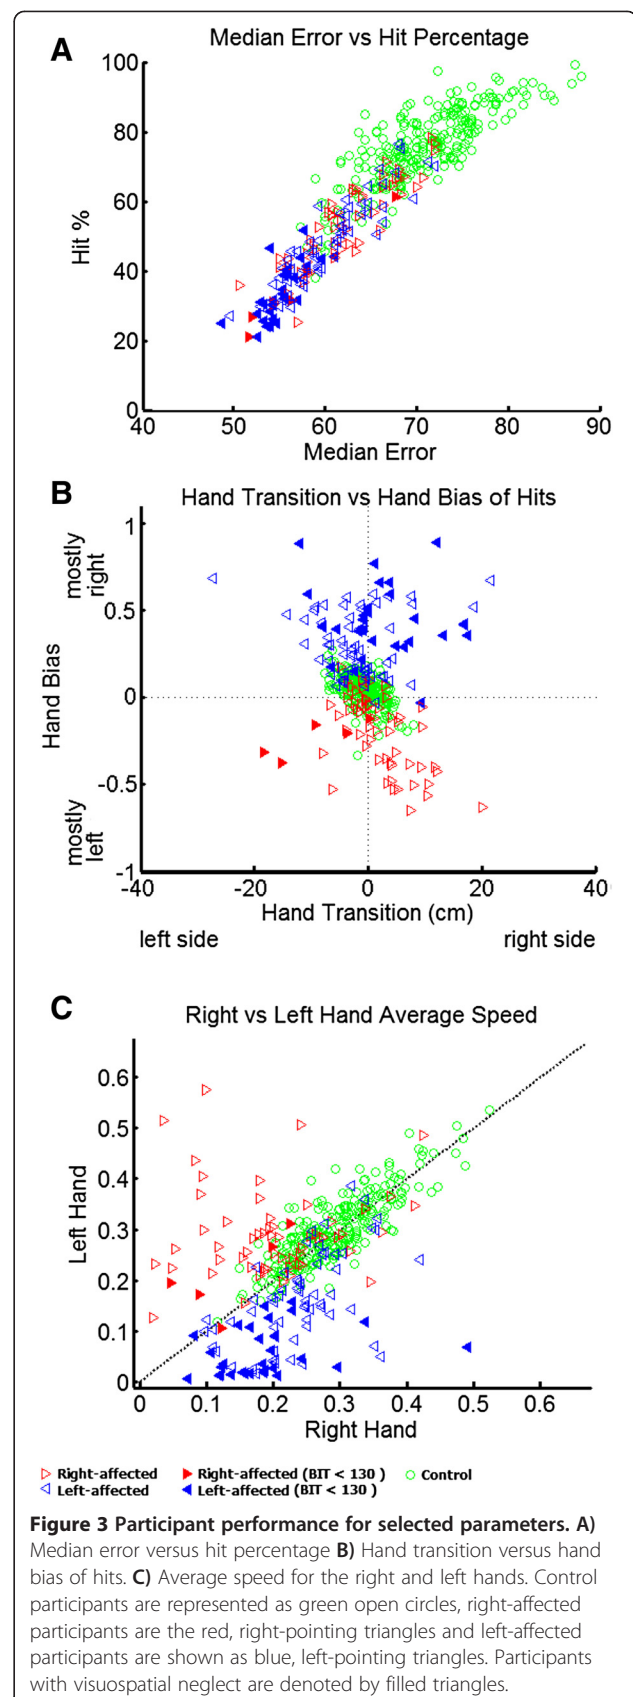 A
Median Error vs Hit Percentage
100
80
60
40
20
0
Hit %
40 50 60 70 80 90
Median Error
B
Hand Transition vs Hand Bias of Hits
mostly right
mostly left
Hand Bias
1
0.5
0
-0.5
-1
-40 -20 0 20 40
Hand Transition (cm)
left side right side
C
Right vs Left Hand Average Speed
0.6
0.5
0.4
0.3
0.2
0.1
0
Left Hand
0 0.1 0.2 0.3 0.4 0.5 0.6
Right Hand
Right-affected Right-affected (BIT < 130 ) Control
Left-affected Left-affected (BIT < 130 )
Figure 3 Participant performance for selected parameters. A)
Median error versus hit percentage B) Hand transition versus hand
bias of hits. C) Average speed for the right and left hands. Control
participants are represented as green open circles, right-affected
participants are the red, right-pointing triangles and left-affected
participants are shown as blue, left-pointing triangles. Participants
with visuospatial neglect are denoted by filled triangles.